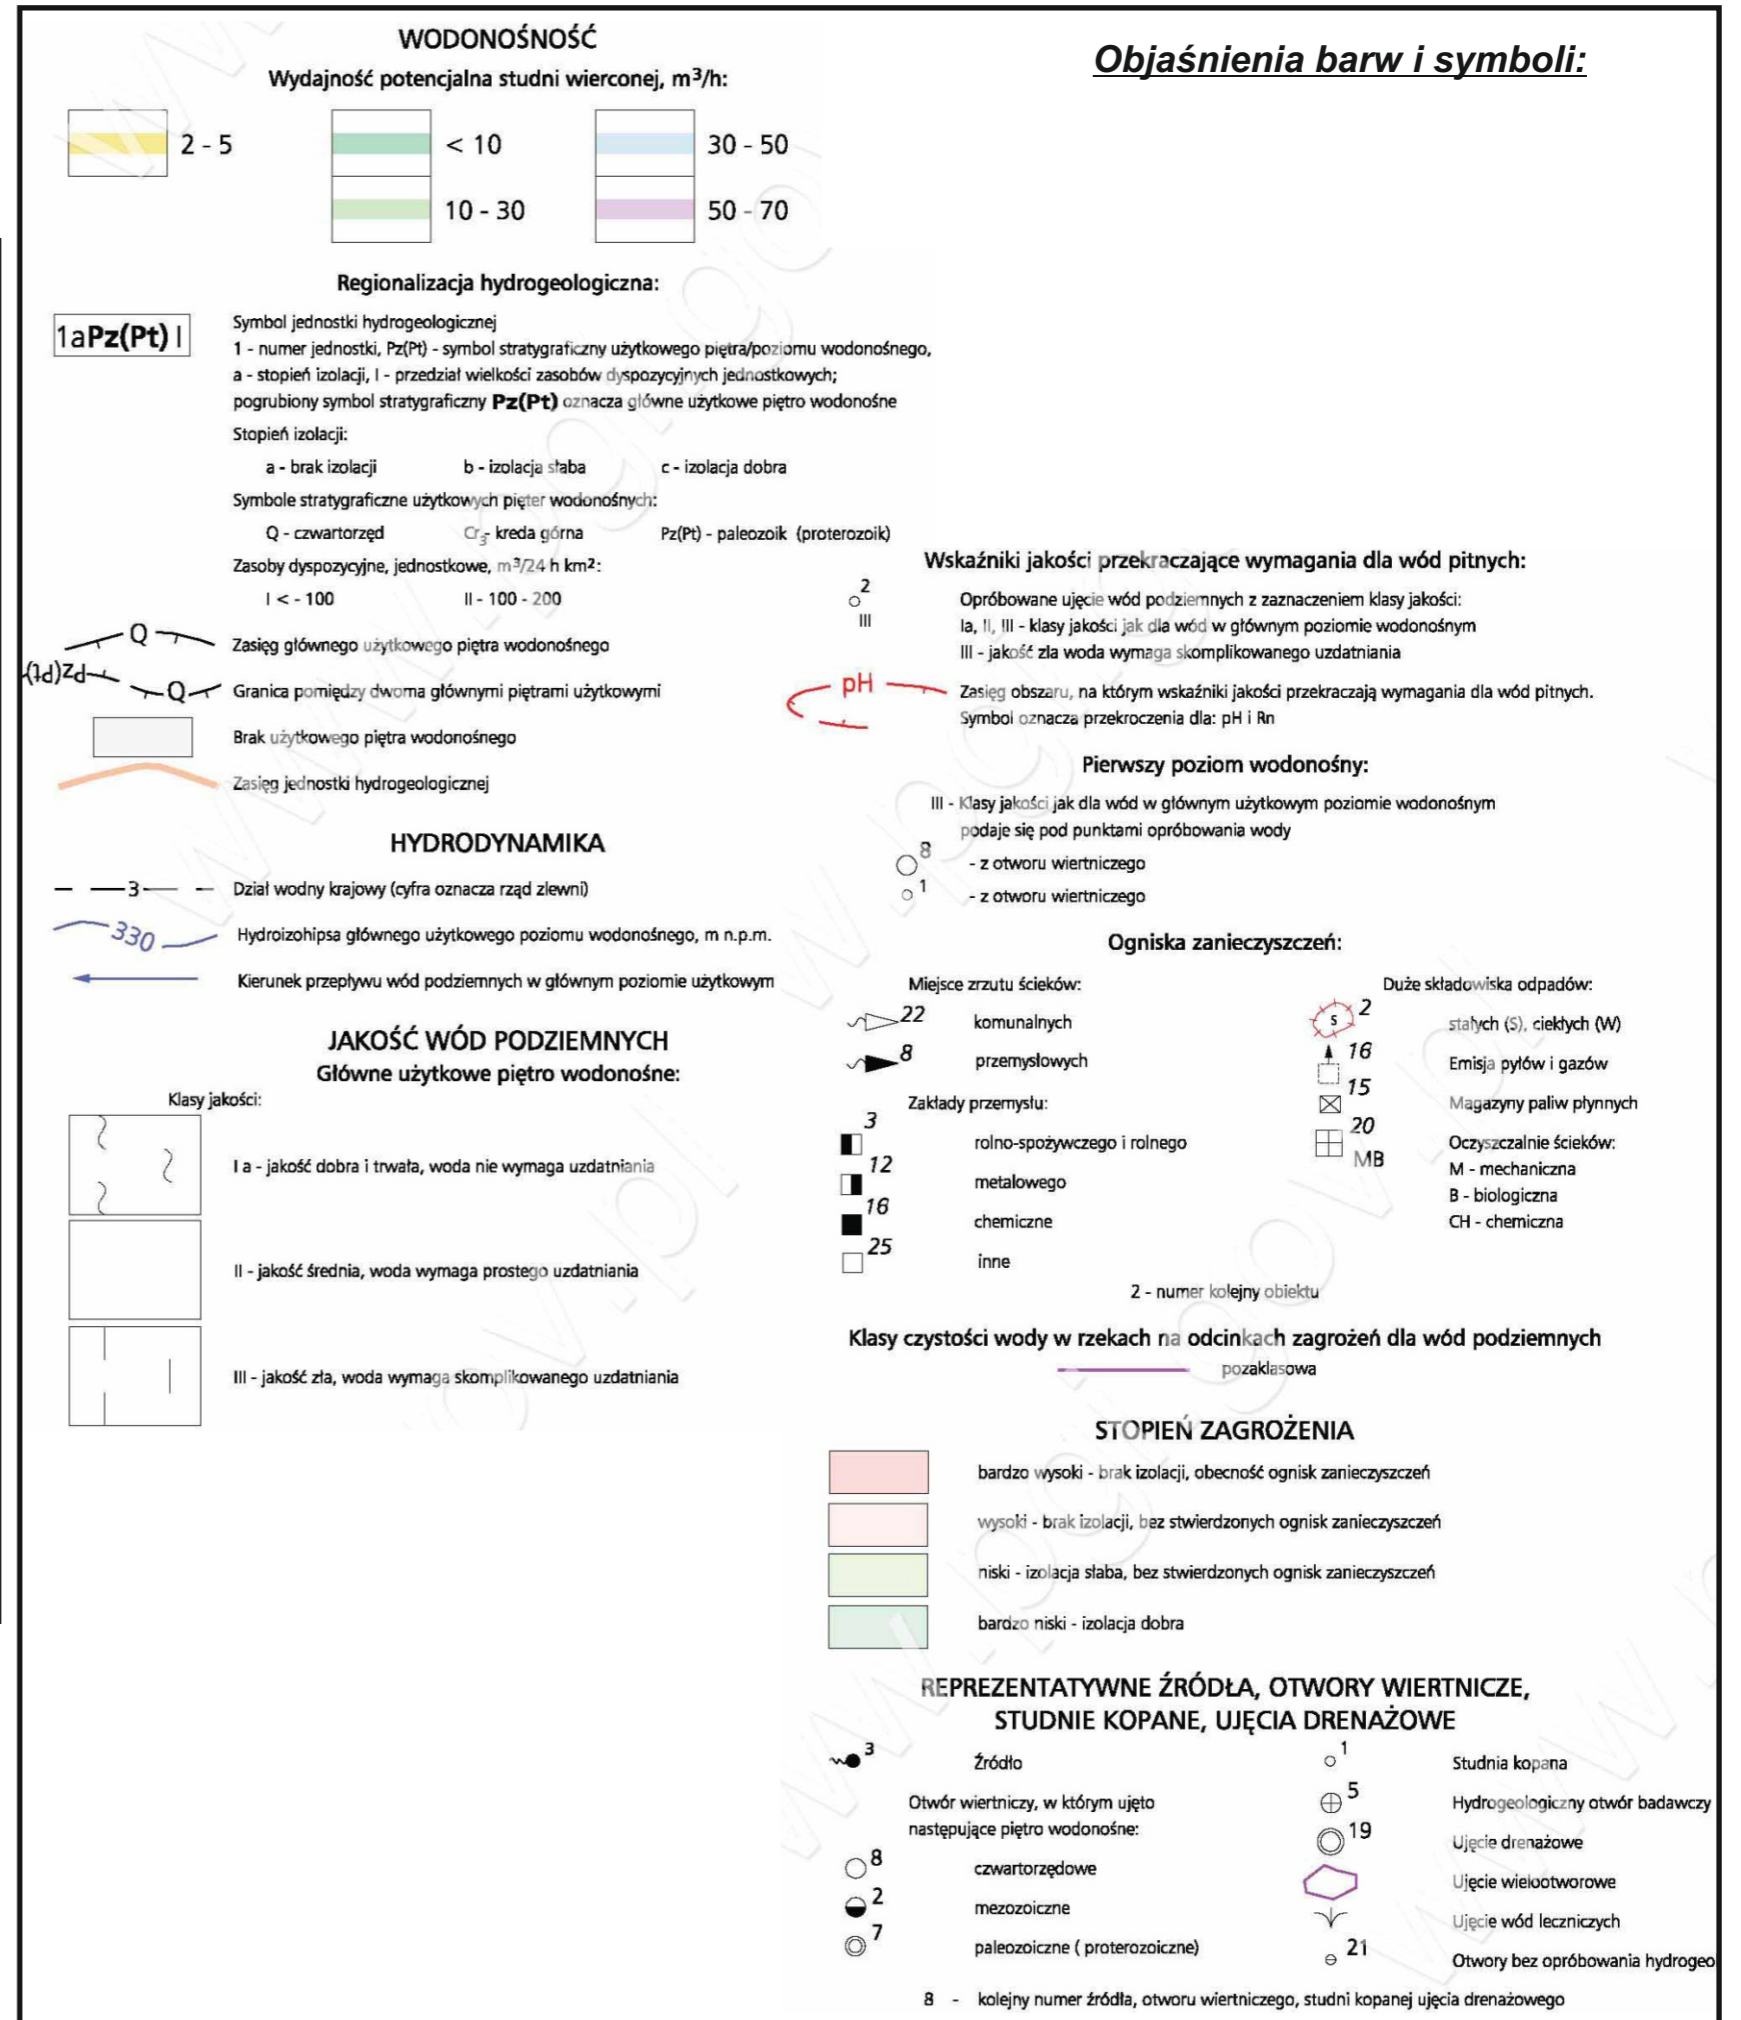 Objaśnienia barw i symboli:
WODONOŚNOŚĆ
Wydajność potencjalna studni wierconej, m³/h:
2 - 5
< 10
30 - 50
10 - 30
50 - 70
Regionalizacja hydrogeologiczna:
1aPz(Pt) I
Symbol jednostki hydrogeologicznej
1 - numer jednostki, Pz(Pt) - symbol stratygraficzny użytkowego piętra/poziomu wodonośnego,
a - stopień izolacji, I - przedział wielkości zasobów dyspozycyjnych jednostkowych;
pogrubiony symbol stratygraficzny Pz(Pt) oznacza główne użytkowe piętro wodonośne
Stopień izolacji:
a - brak izolacji b - izolacja słaba c - izolacja dobra
Symbole stratygraficzne użytkowych pięter wodonośnych:
Q - czwartorzęd Cr₃- kreda górna Pz(Pt) - paleozoik (proterozoik)
Zasoby dyspozycyjne, jednostkowe, m³/24 h km²:
I < - 100 II - 100 - 200
Q
Zasięg głównego użytkowego piętra wodonośnego
Pz(Pt)
Q
Granica pomiędzy dwoma głównymi piętrami użytkowymi
Brak użytkowego piętra wodonośnego
Zasięg jednostki hydrogeologicznej
HYDRODYNAMIKA
3
Dział wodny krajowy (cyfra oznacza rząd zlewni)
330
Hydroizohipsa głównego użytkowego poziomu wodonośnego, m n.p.m.
Kierunek przepływu wód podziemnych w głównym poziomie użytkowym
JAKOŚĆ WÓD PODZIEMNYCH
Główne użytkowe piętro wodonośne:
Klasy jakości:
I a - jakość dobra i trwała, woda nie wymaga uzdatniania
II - jakość średnia, woda wymaga prostego uzdatniania
III - jakość zła, woda wymaga skomplikowanego uzdatniania
Wskaźniki jakości przekraczające wymagania dla wód pitnych:
2
III
Opróbowane ujęcie wód podziemnych z zaznaczeniem klasy jakości:
Ia, II, III - klasy jakości jak dla wód w głównym poziomie wodonośnym
III - jakość zla woda wymaga skomplikowanego uzdatniania
pH
Zasięg obszaru, na którym wskaźniki jakości przekraczają wymagania dla wód pitnych.
Symbol oznacza przekroczenia dla: pH i Rn
Pierwszy poziom wodonośny:
III - Klasy jakości jak dla wód w głównym użytkowym poziomie wodonośnym
podaje się pod punktami opróbowania wody
8
- z otworu wiertniczego
1
- z otworu wiertniczego
Ogniska zanieczyszczeń:
Miejsce zrzutu ścieków:
22
komunalnych
8
przemysłowych
Zakłady przemysłu:
3
rolno-spożywczego i rolnego
12
metalowego
16
chemiczne
25
inne
Duże składowiska odpadów:
S
2
stałych (S), ciekłych (W)
16
Emisja pyłów i gazów
15
Magazyny paliw płynnych
20
MB
Oczyszczalnie ścieków:
M - mechaniczna
B - biologiczna
CH - chemiczna
2 - numer kolejny obiektu
Klasy czystości wody w rzekach na odcinkach zagrożeń dla wód podziemnych
pozaklasowa
STOPIEŃ ZAGROŻENIA
bardzo wysoki - brak izolacji, obecność ognisk zanieczyszczeń
wysoki - brak izolacji, bez stwierdzonych ognisk zanieczyszczeń
niski - izolacja słaba, bez stwierdzonych ognisk zanieczyszczeń
bardzo niski - izolacja dobra
REPREZENTATYWNE ŹRÓDŁA, OTWORY WIERTNICZE,
STUDNIE KOPANE, UJĘCIA DRENAŻOWE
3
Źródło
Otwór wiertniczy, w którym ujęto
następujące piętro wodonośne:
8
czwartorzędowe
2
mezozoiczne
7
paleozoiczne ( proterozoiczne)
1
Studnia kopana
5
Hydrogeologiczny otwór badawczy
19
Ujęcie drenażowe
Ujęcie wielootworowe
Ujęcie wód leczniczych
21
Otwory bez opróbowania hydrogeo
8 - kolejny numer źródła, otworu wiertniczego, studni kopanej ujęcia drenażowego